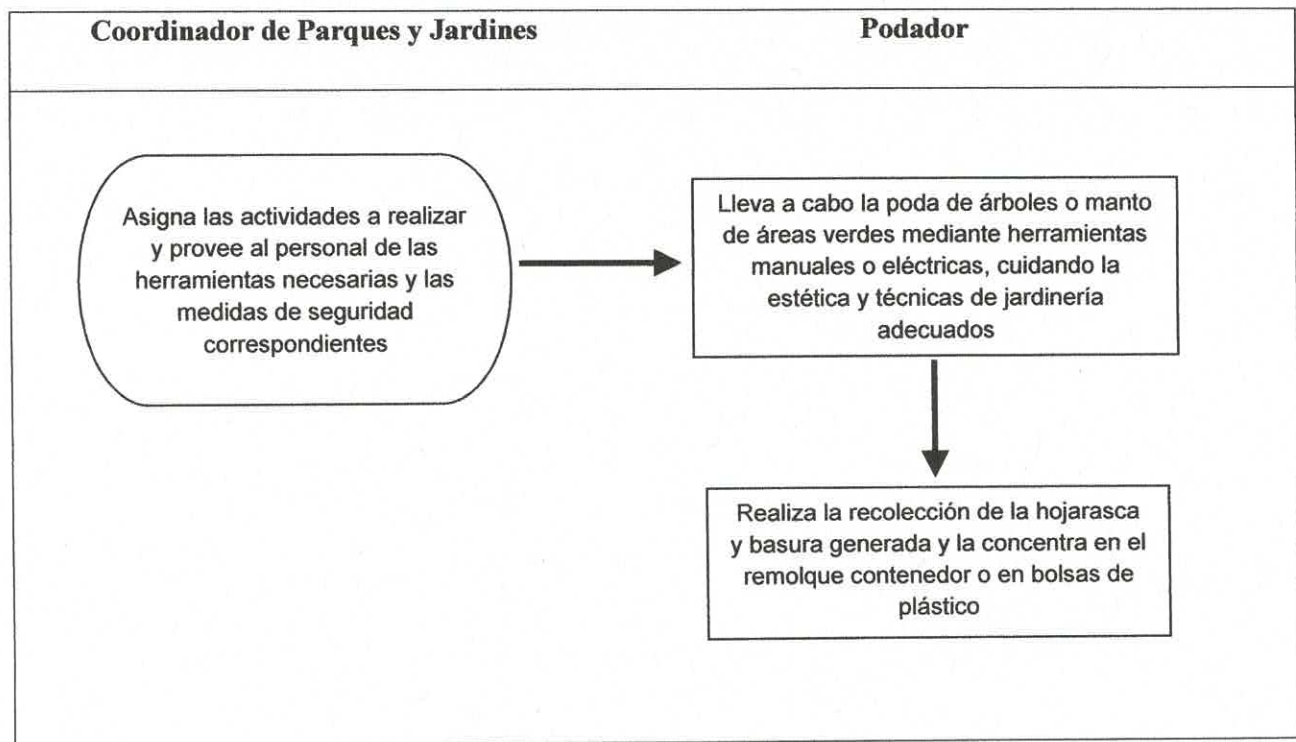 Coordinador de Parques y Jardines
Podador
Asigna las actividades a realizar
y provee al personal de las
herramientas necesarias y las
medidas de seguridad
correspondientes
Lleva a cabo la poda de árboles o manto
de áreas verdes mediante herramientas
manuales o eléctricas, cuidando la
estética y técnicas de jardinería
adecuados
Realiza la recolección de la hojarasca
y basura generada y la concentra en el
remolque contenedor o en bolsas de
plástico